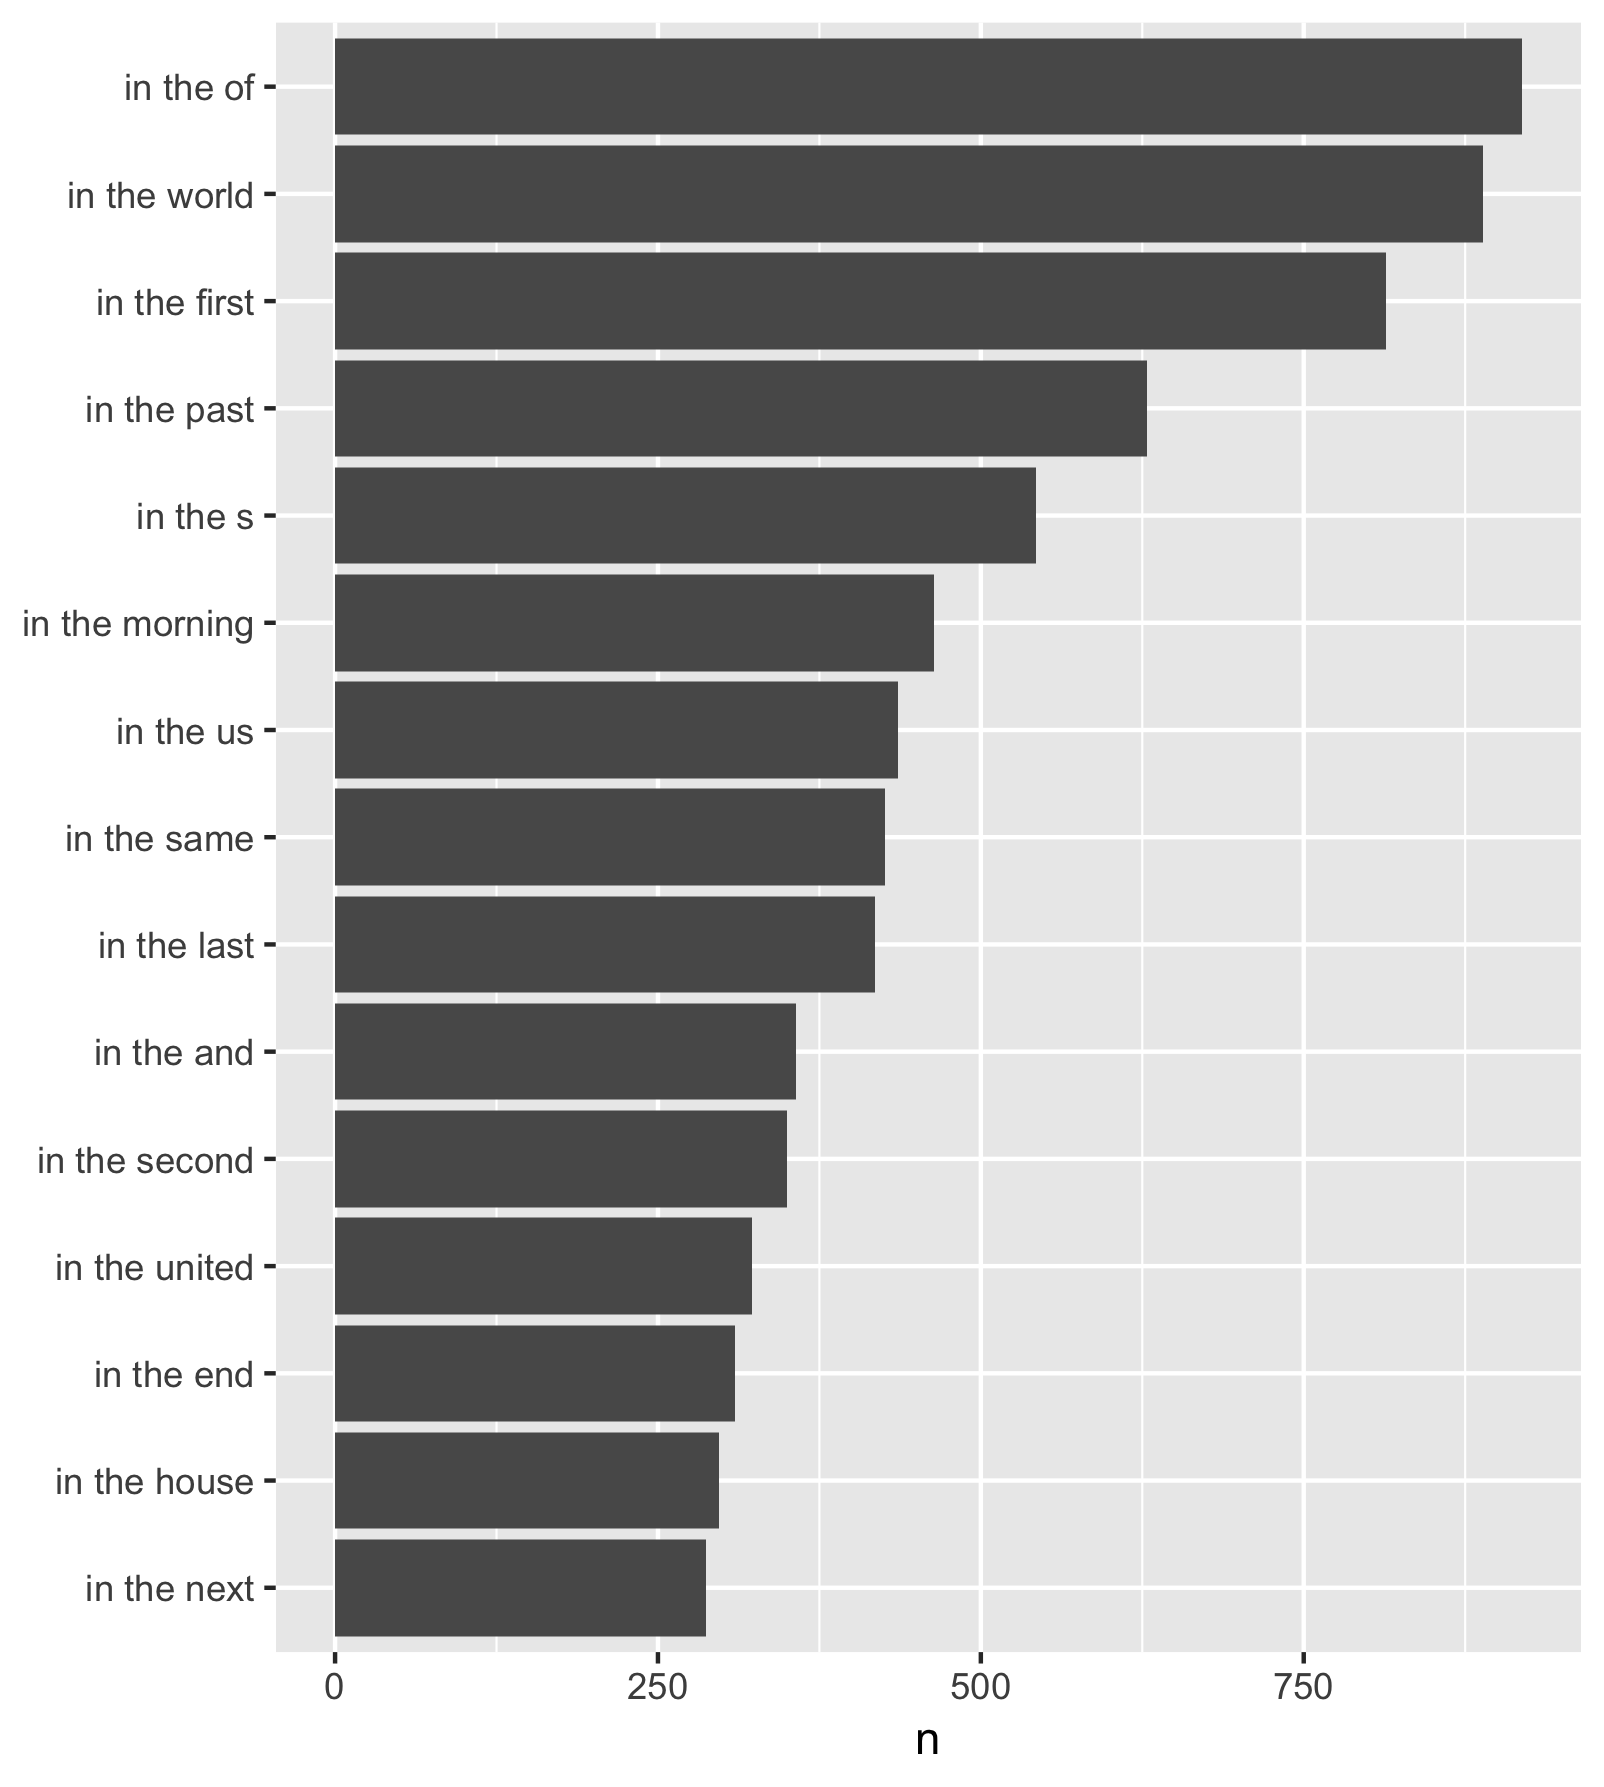 in the of
in the world
in the first
in the past
in the s
in the morning
in the us
in the same
in the last
in the and
in the second
in the united
in the end
in the house
in the next
0 250 500 750
n